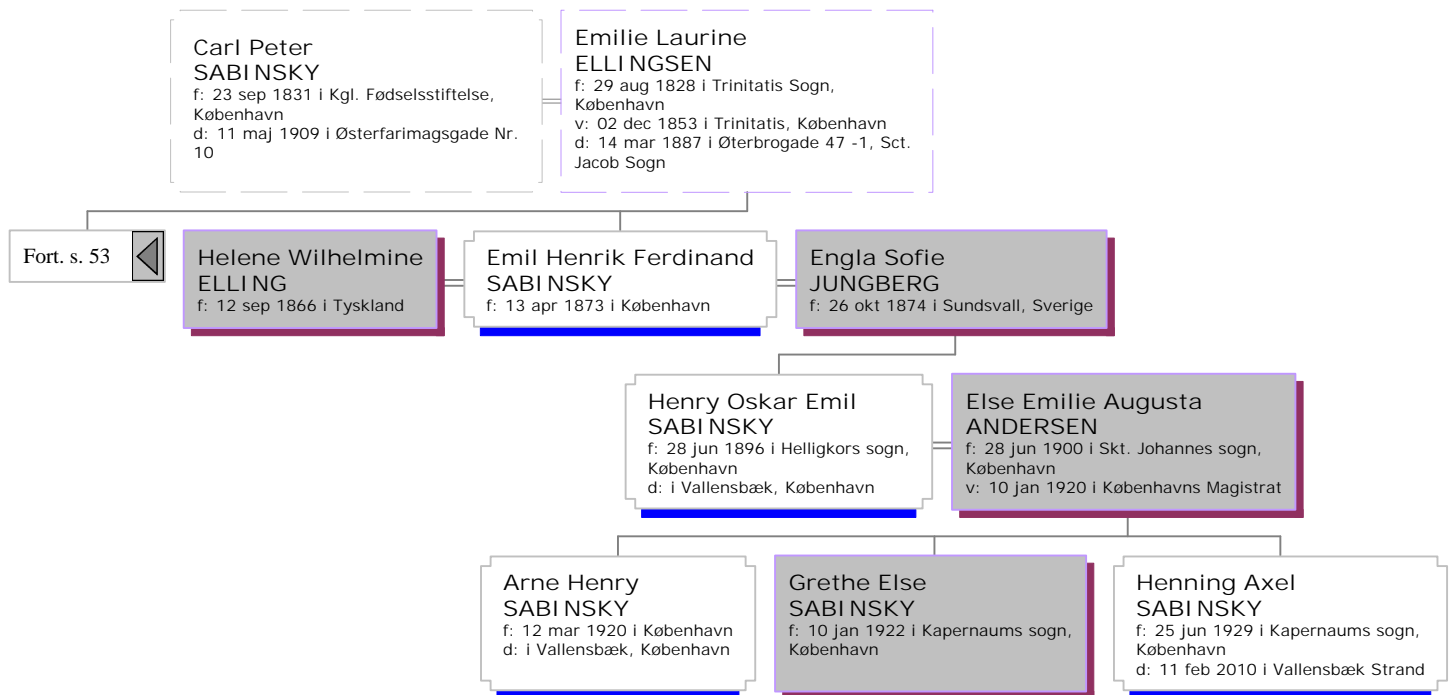 Carl Peter
SABINSKY
f: 23 sep 1831 i Kgl. Fødselsstiftelse,
København
d: 11 maj 1909 i Østerfarimagsgade Nr.
10
Emilie Laurine
ELLINGSEN
f: 29 aug 1828 i Trinitatis Sogn,
København
v: 02 dec 1853 i Trinitatis, København
d: 14 mar 1887 i Øterbrogade 47 -1, Sct.
Jacob Sogn
Fort. s. 53
Helene Wilhelmine
ELLING
f: 12 sep 1866 i Tyskland
Emil Henrik Ferdinand
SABINSKY
f: 13 apr 1873 i København
Engla Sofie
JUNGBERG
f: 26 okt 1874 i Sundsvall, Sverige
Henry Oskar Emil
SABINSKY
f: 28 jun 1896 i Helligkors sogn,
København
d: i Vallensbæk, København
Else Emilie Augusta
ANDERSEN
f: 28 jun 1900 i Skt. Johannes sogn,
København
v: 10 jan 1920 i Københavns Magistrat
Arne Henry
SABINSKY
f: 12 mar 1920 i København
d: i Vallensbæk, København
Grethe Else
SABINSKY
f: 10 jan 1922 i Kapernaums sogn,
København
Henning Axel
SABINSKY
f: 25 jun 1929 i Kapernaums sogn,
København
d: 11 feb 2010 i Vallensbæk Strand